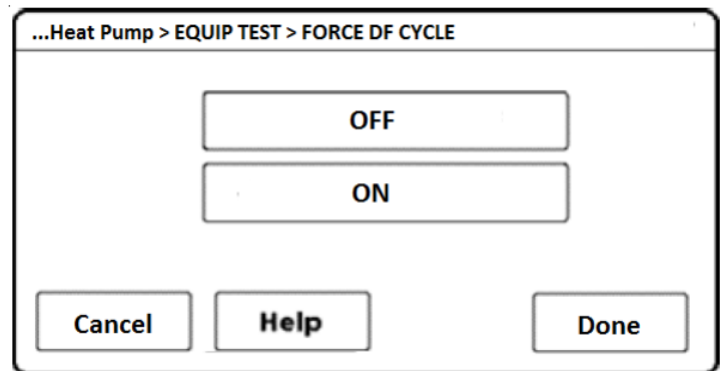 ...Heat Pump > EQUIP TEST > FORCE DF CYCLE
OFF
ON
Cancel Help Done